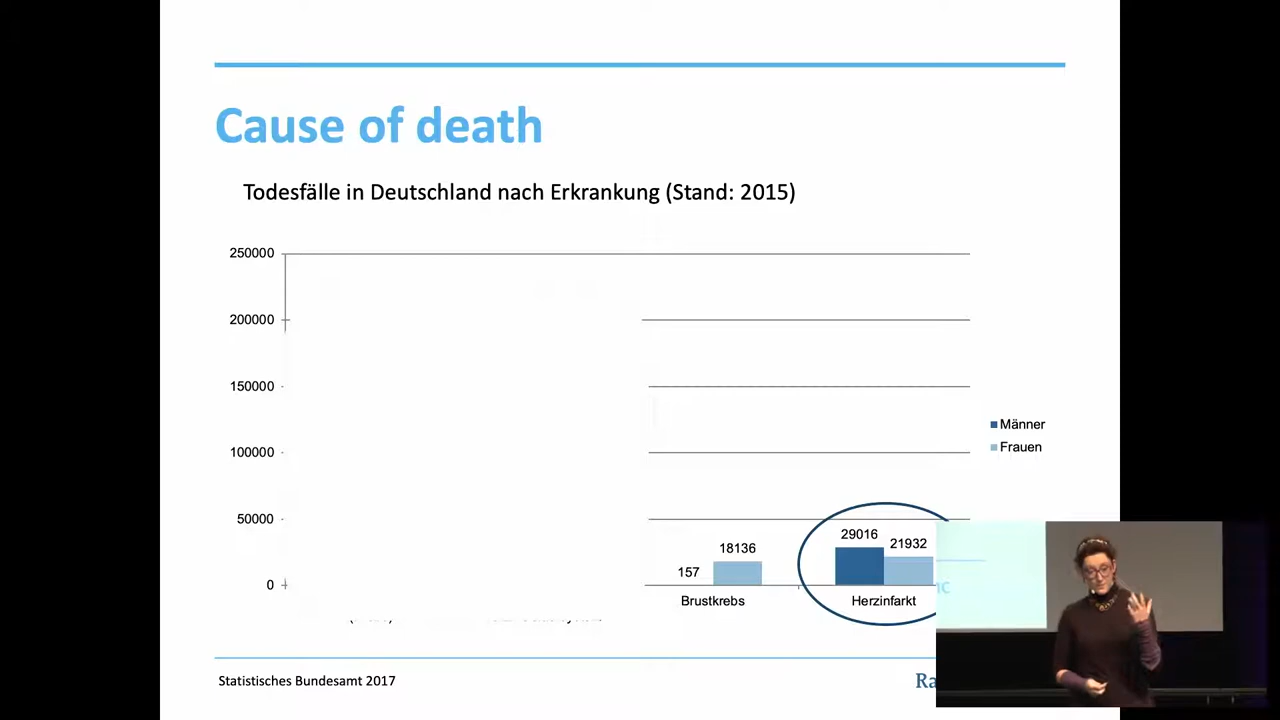 Cause of death
Todesfälle in Deutschland nach Erkrankung (Stand: 2015)
250000
200000
150000
100000
50000
0
Männer
Frauen
157
18136
29016
21932
Brustkrebs
Herzinfarkt
Statistisches Bundesamt 2017